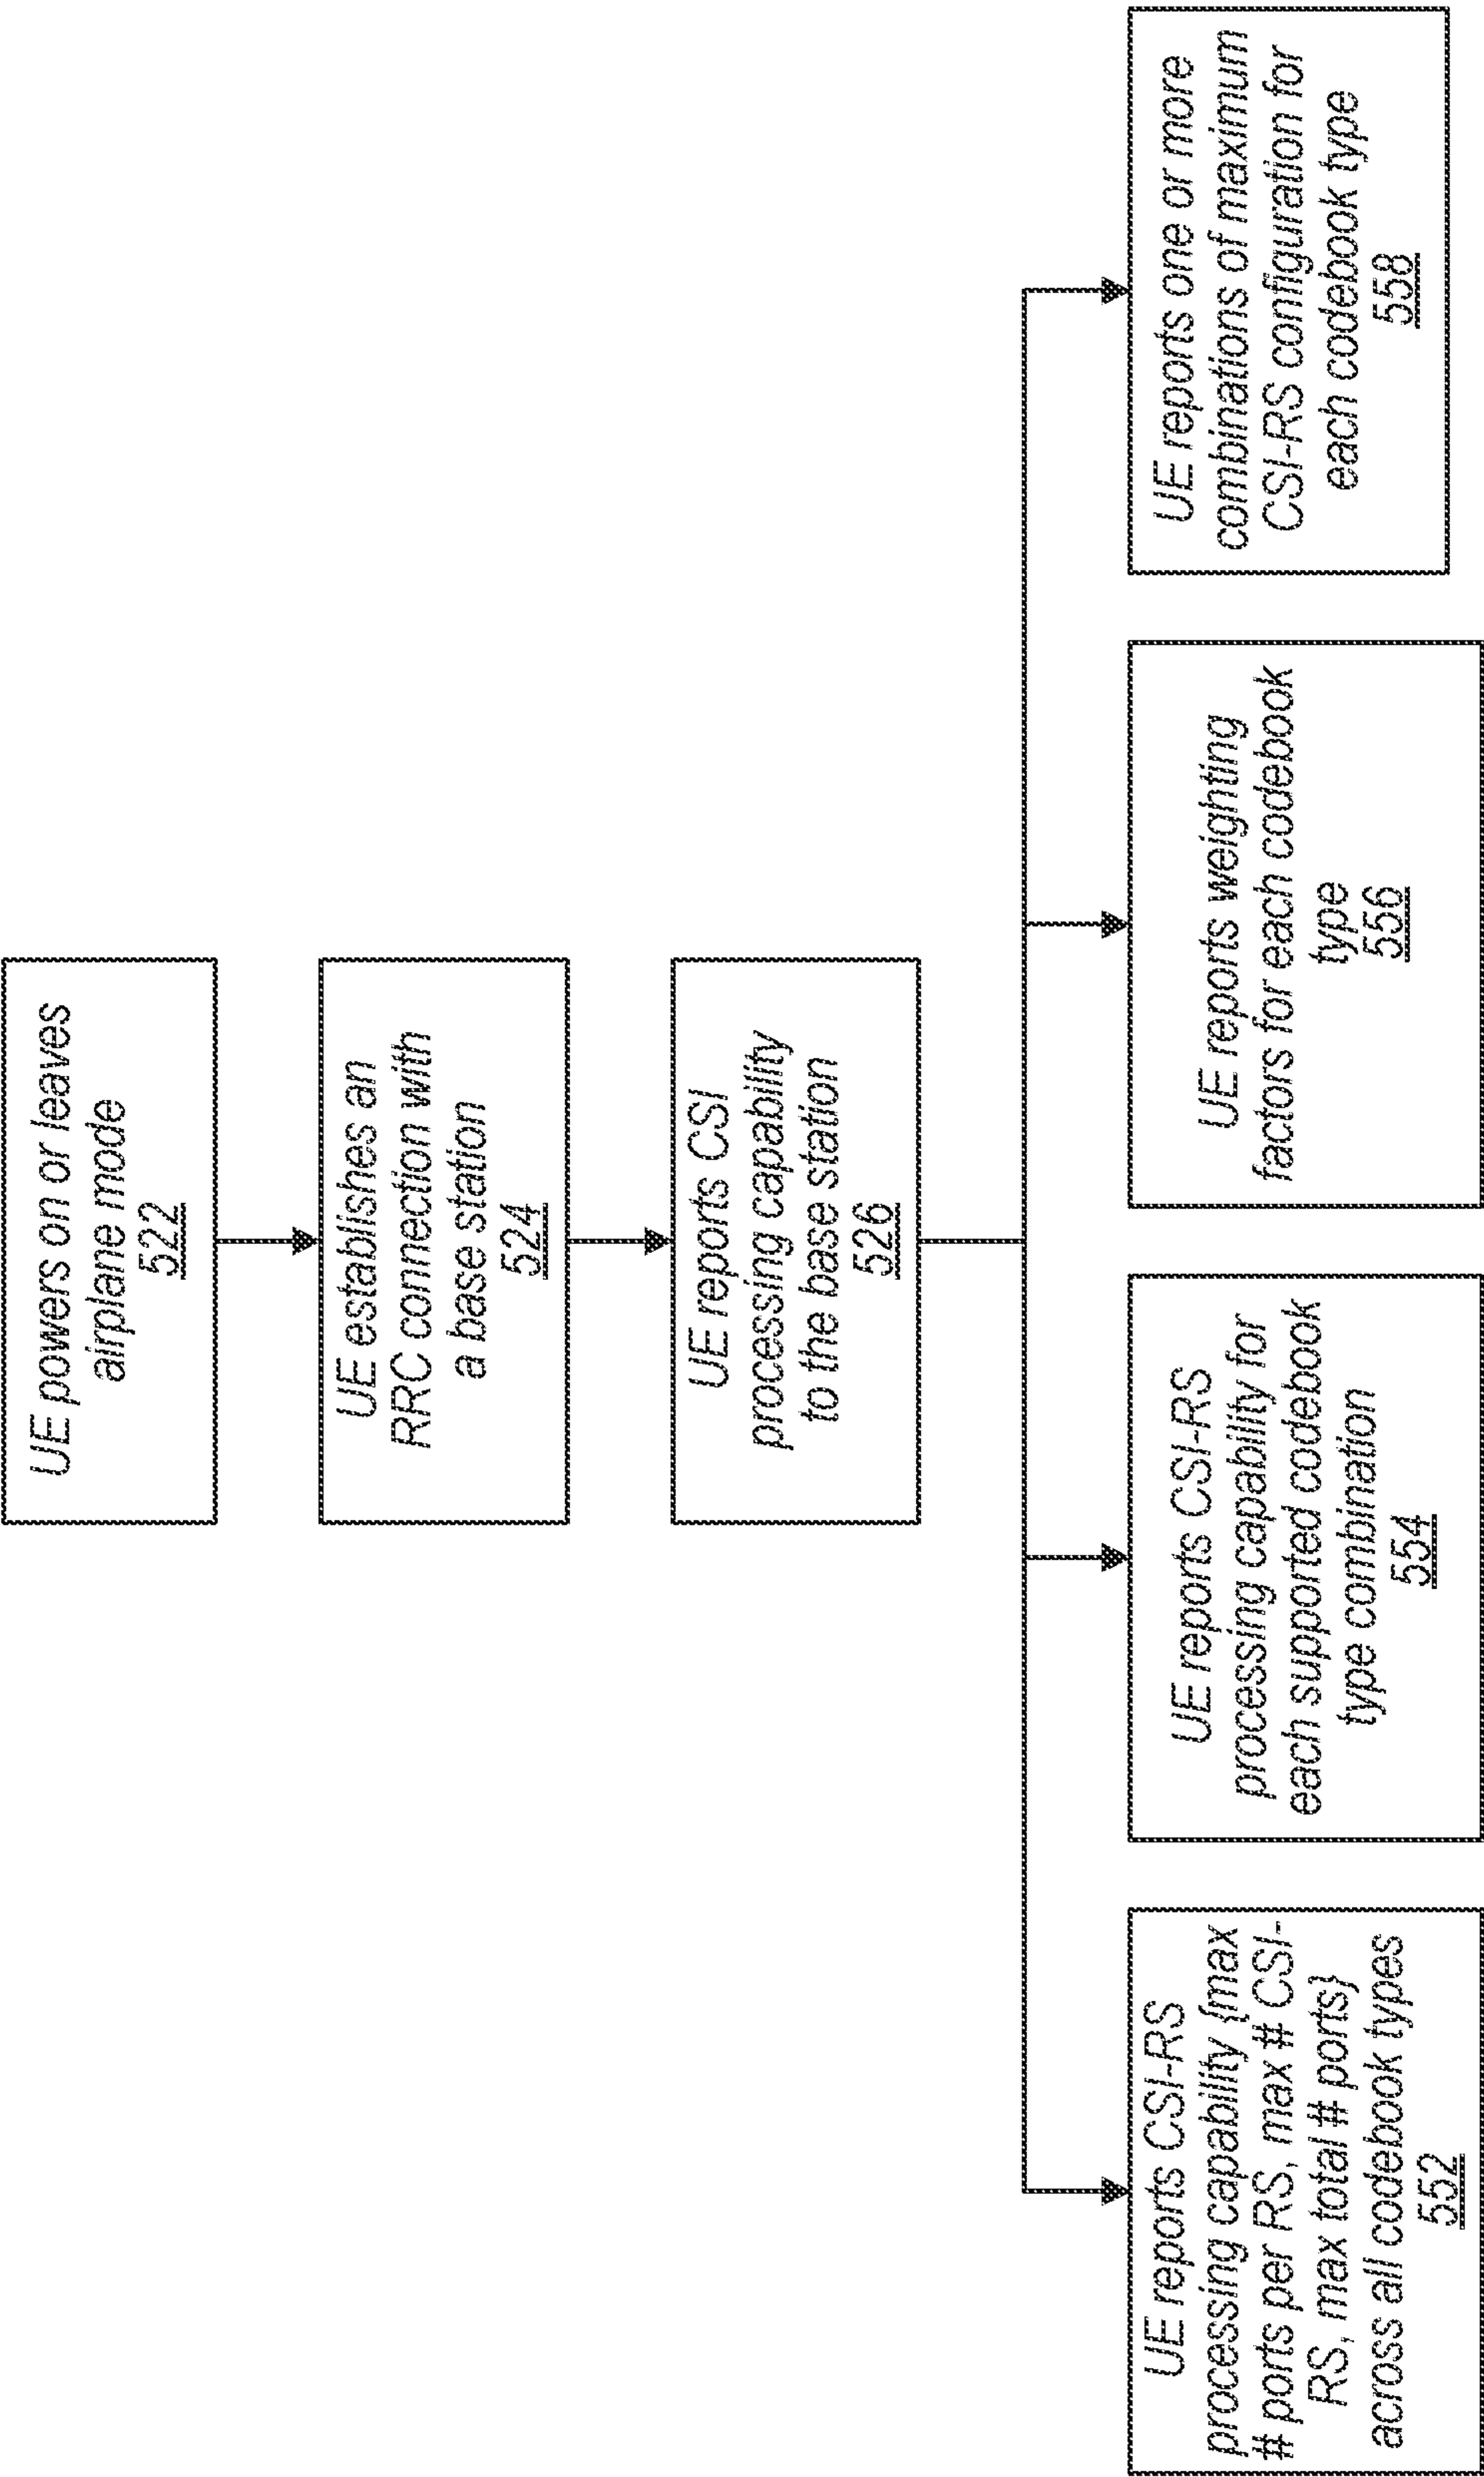 UE powers on or leaves
airplane mode
522
UE establishes an
RRC connection with
a base station
524
UE reports CSI
processing capability
to the base station
526
UE reports CSI-RS
processing capability {max
# ports per RS, max # CSI-
RS, max total # ports}
across all codebook types
552
UE reports CSI-RS
processing capability for
each supported codebook
type combination
554
UE reports weighting
factors for each codebook
type
556
UE reports one or more
combinations of maximum
CSI-RS configuration for
each codebook type
558